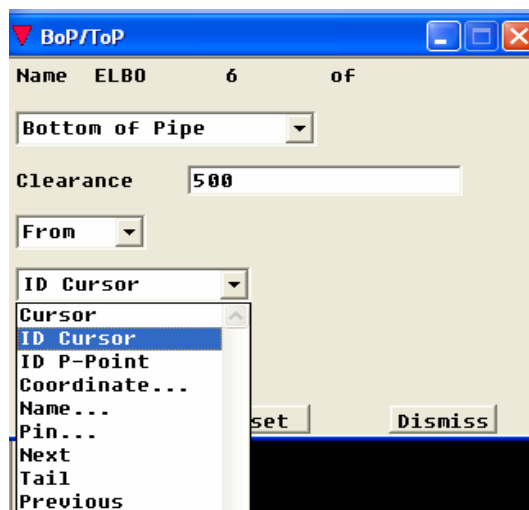 BoP/ToP
Name ELBO 6 of
Bottom of Pipe
Clearance 500
From
ID Cursor
Cursor
ID Cursor
ID P-Point
Coordinate...
Name...
set Dismiss
Pin...
Next
Tail
Previous